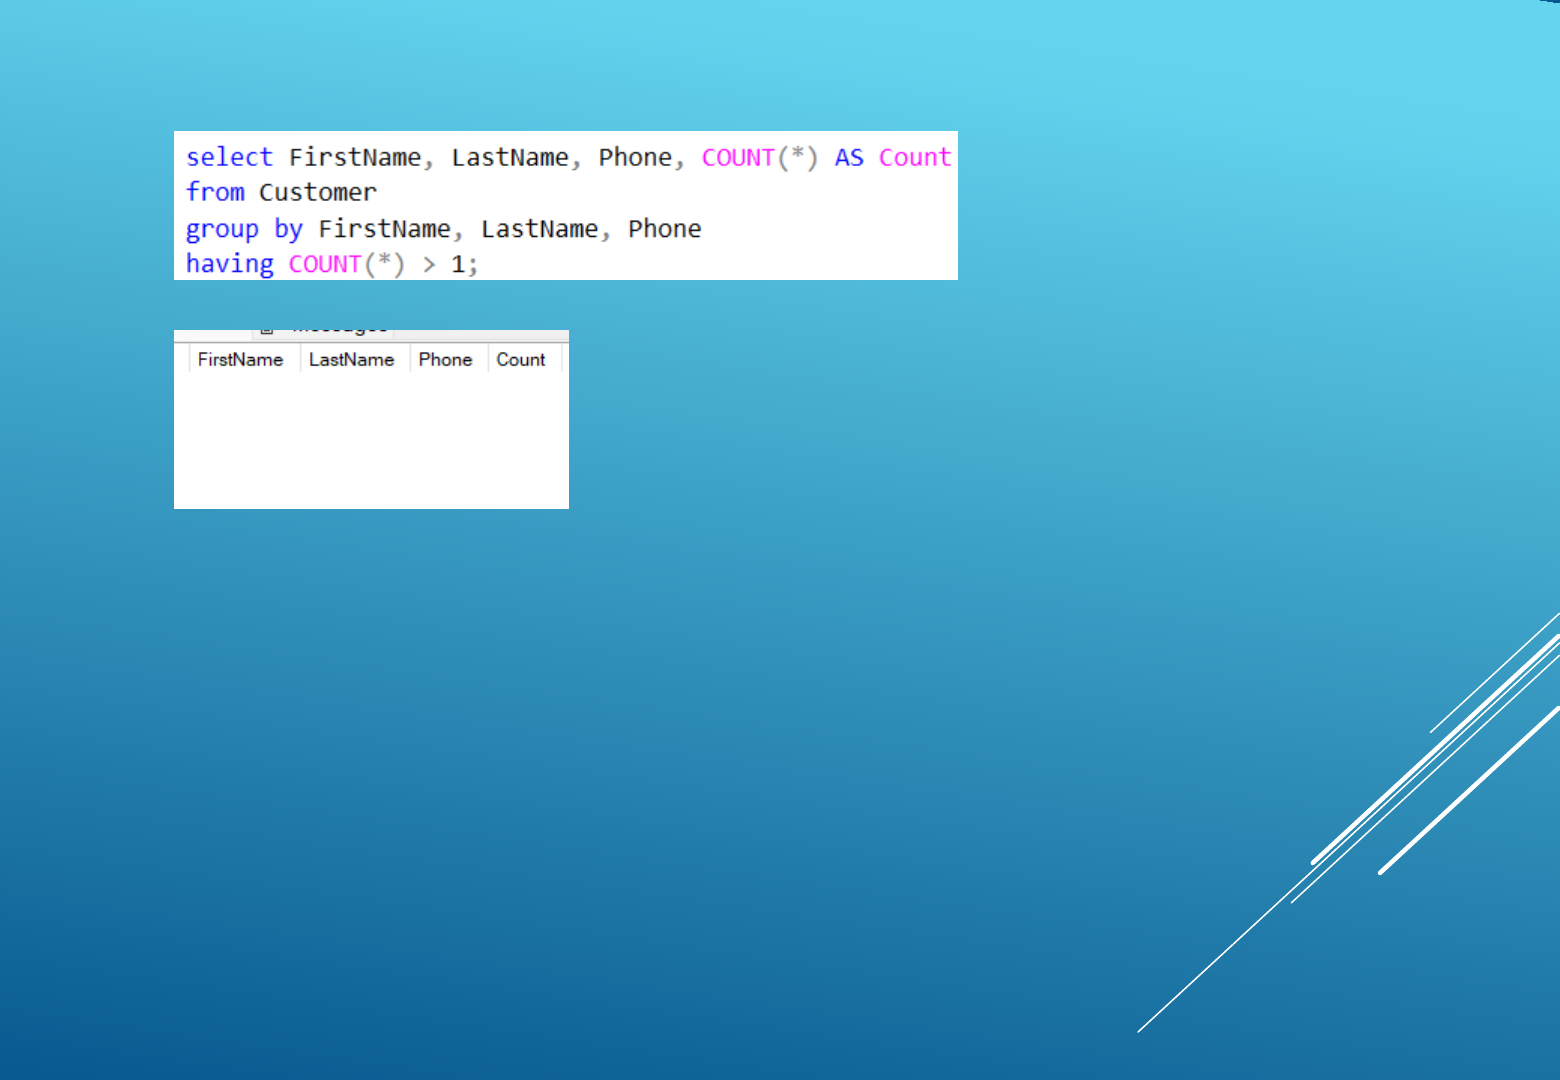 select FirstName, LastName, Phone, COUNT(*) AS Count
from Customer
group by FirstName, LastName, Phone
having COUNT(*) > 1;
FirstName LastName Phone Count